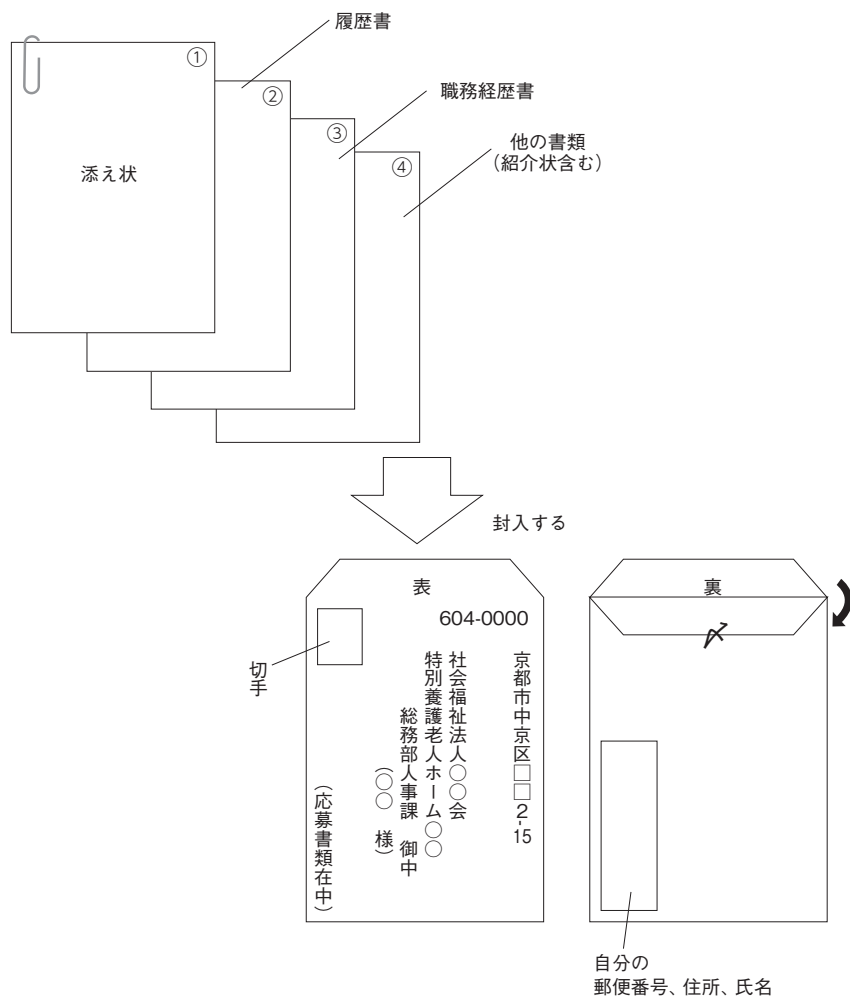 履歴書
①
②
職務経歴書
③
他の書類
（紹介状含む）
④
添え状
封入する
表
604-0000
京都市中京区□□2-15
社会福祉法人○○会
特別養護老人ホーム○○
総務部人事課　御中
（○○　様）
（応募書類在中）
切手
裏
〆
自分の
郵便番号、住所、氏名